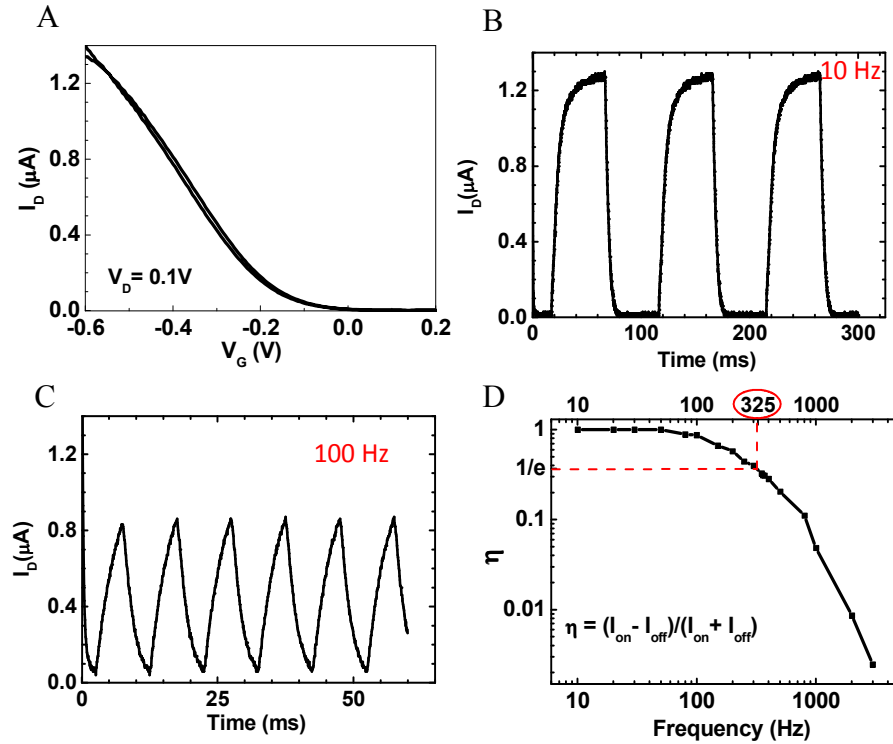 A
I_D (μA)
1.2
0.8
0.4
0.0
V_D= 0.1V
-0.6 -0.4 -0.2 0.0 0.2
V_G (V)
B
I_D(μA)
10 Hz
1.2
0.8
0.4
0.0
0 100 200 300
Time (ms)
C
I_D(μA)
100 Hz
1.2
0.8
0.4
0.0
0 25 50
Time (ms)
D
10 100 325 1000
η
1
1/e
0.1
0.01
η = (I_on- I_off)/(I_on+ I_off)
10 100 1000
Frequency (Hz)